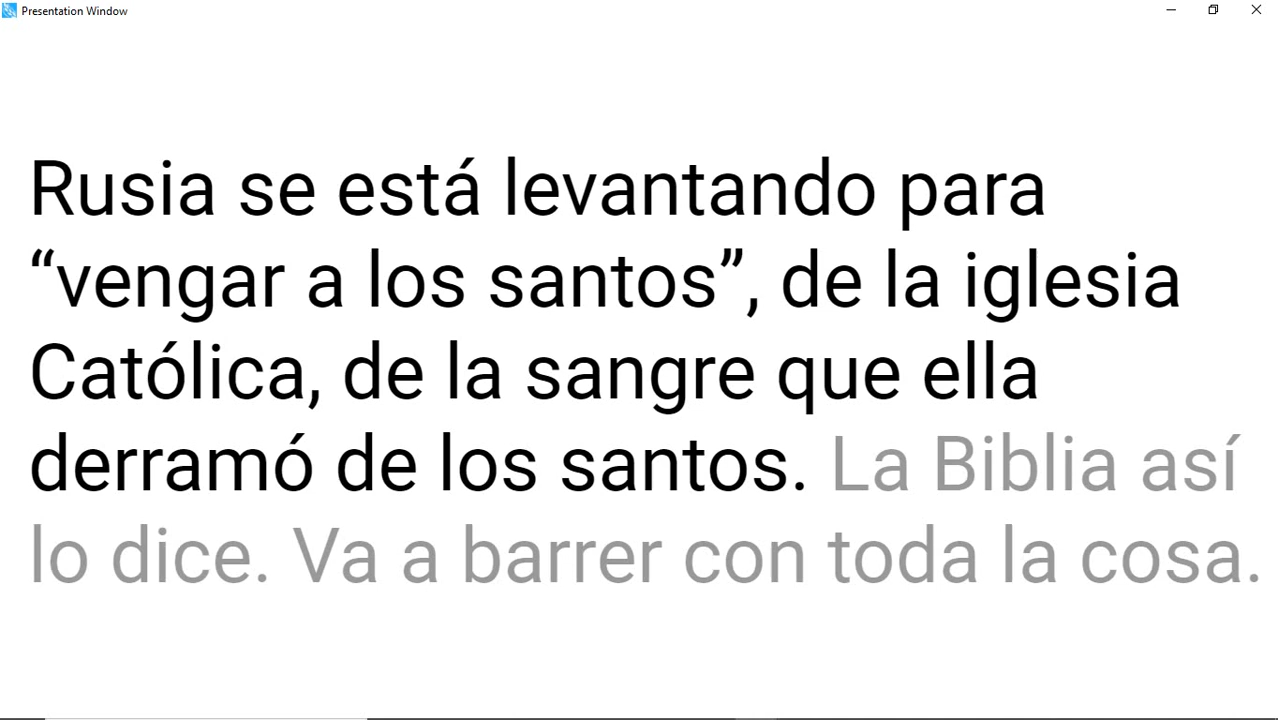 Presentation Window
Rusia se está levantando para
“vengar a los santos”, de la iglesia
Católica, de la sangre que ella
derramó de los santos. La Biblia así
lo dice. Va a barrer con toda la cosa.